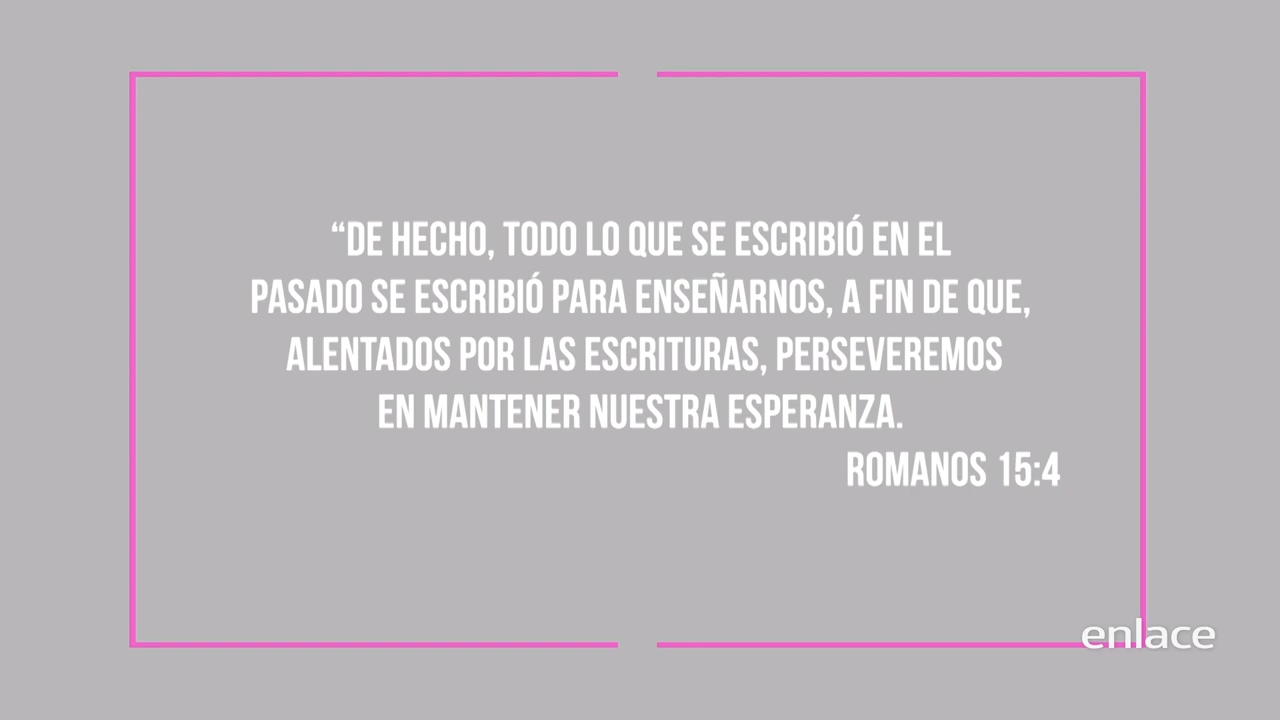 “DE HECHO, TODO LO QUE SE ESCRIBIÓ EN EL
PASADO SE ESCRIBIÓ PARA ENSEÑARNOS, A FIN DE QUE,
ALENTADOS POR LAS ESCRITURAS, PERSEVEREMOS
EN MANTENER NUESTRA ESPERANZA.
ROMANOS 15:4
enlace